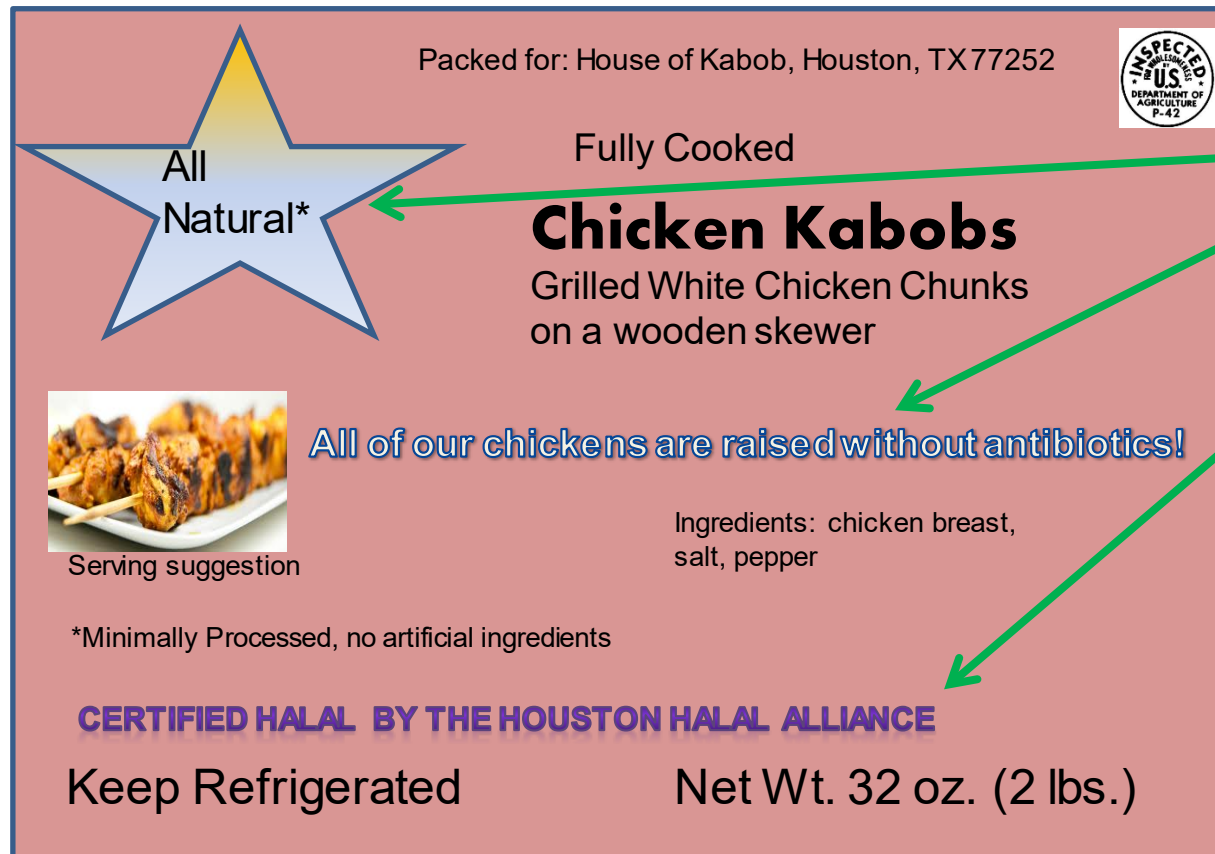 Packed for: House of Kabob, Houston, TX 77252
INSPECTED
FOR WHOLESOMENESS
BY
U.S.
DEPARTMENT OF
AGRICULTURE
P-42
All
Natural*
Fully Cooked
Chicken Kabobs
Grilled White Chicken Chunks
on a wooden skewer
All of our chickens are raised without antibiotics!
Serving suggestion
Ingredients: chicken breast,
salt, pepper
*Minimally Processed, no artificial ingredients
CERTIFIED HALAL BY THE HOUSTON HALAL ALLIANCE
Keep Refrigerated
Net Wt. 32 oz. (2 lbs.)